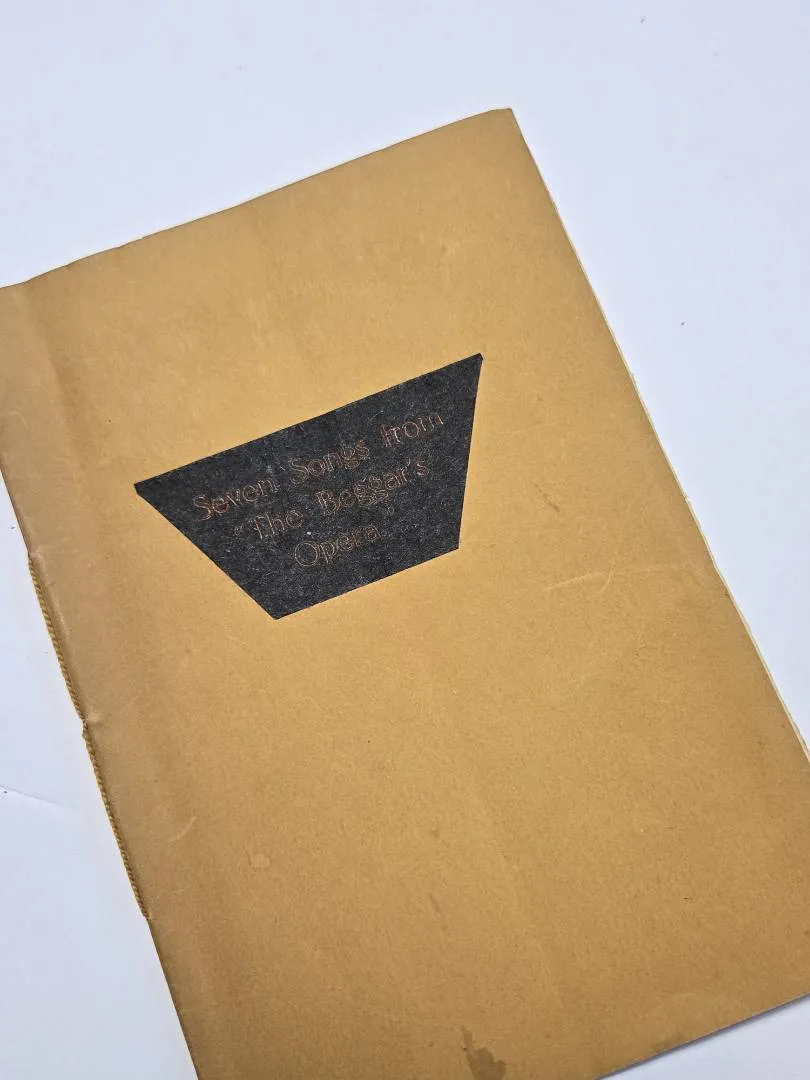 Seven Songs from
"The Beggar's
Opera."